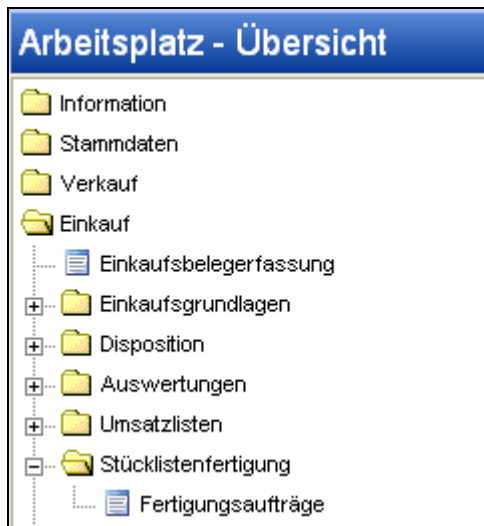 Arbeitsplatz - Übersicht
Information
Stammdaten
Verkauf
Einkauf
Einkaufsbelegerfassung
Einkaufsgrundlagen
Disposition
Auswertungen
Umsatzlisten
Stücklistenfertigung
Fertigungsaufträge